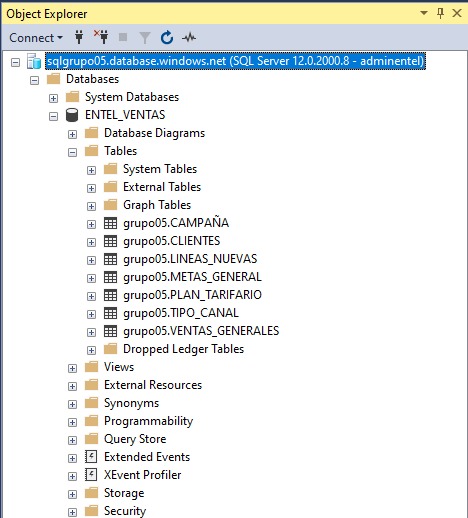 Object Explorer
Connect
sqlgrupo05.database.windows.net (SQL Server 12.0.2000.8 - adminentel)
Databases
System Databases
ENTEL_VENTAS
Database Diagrams
Tables
System Tables
External Tables
Graph Tables
grupo05.CAMPAÑA
grupo05.CLIENTES
grupo05.LINEAS_NUEVAS
grupo05.METAS_GENERAL
grupo05.PLAN_TARIFARIO
grupo05.TIPO_CANAL
grupo05.VENTAS_GENERALES
Dropped Ledger Tables
Views
External Resources
Synonyms
Programmability
Query Store
Extended Events
XEvent Profiler
Storage
Security